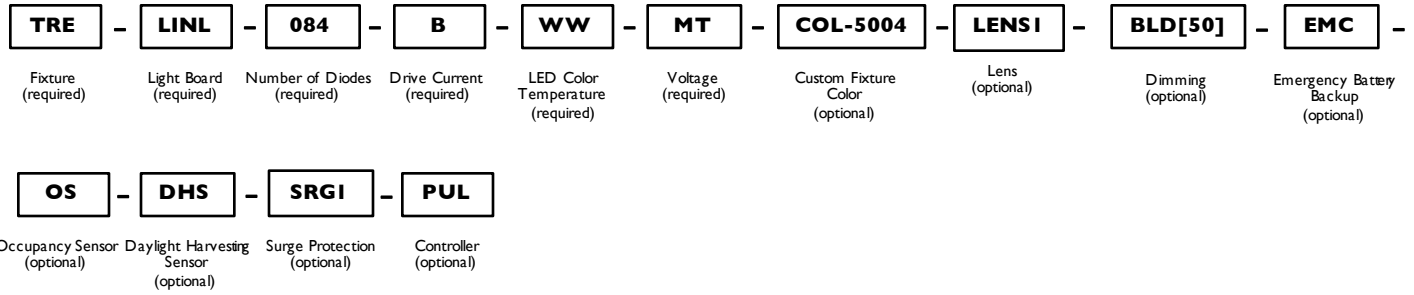 TRE – LINL – 084 – B – WW – MT – COL-5004 – LENS1 – BLD[50] – EMC –
Fixture Light Board Number of Diodes Drive Current LED Color Voltage Custom Fixture Lens Dimming Emergency Battery
(required) (required) (required) (required) Temperature (required) Color (optional) (optional) Backup
(required) (optional) (optional)
OS – DHS – SRG1 – PUL
Occupancy Sensor Daylight Harvesting Surge Protection Controller
(optional) Sensor (optional) (optional)
(optional)